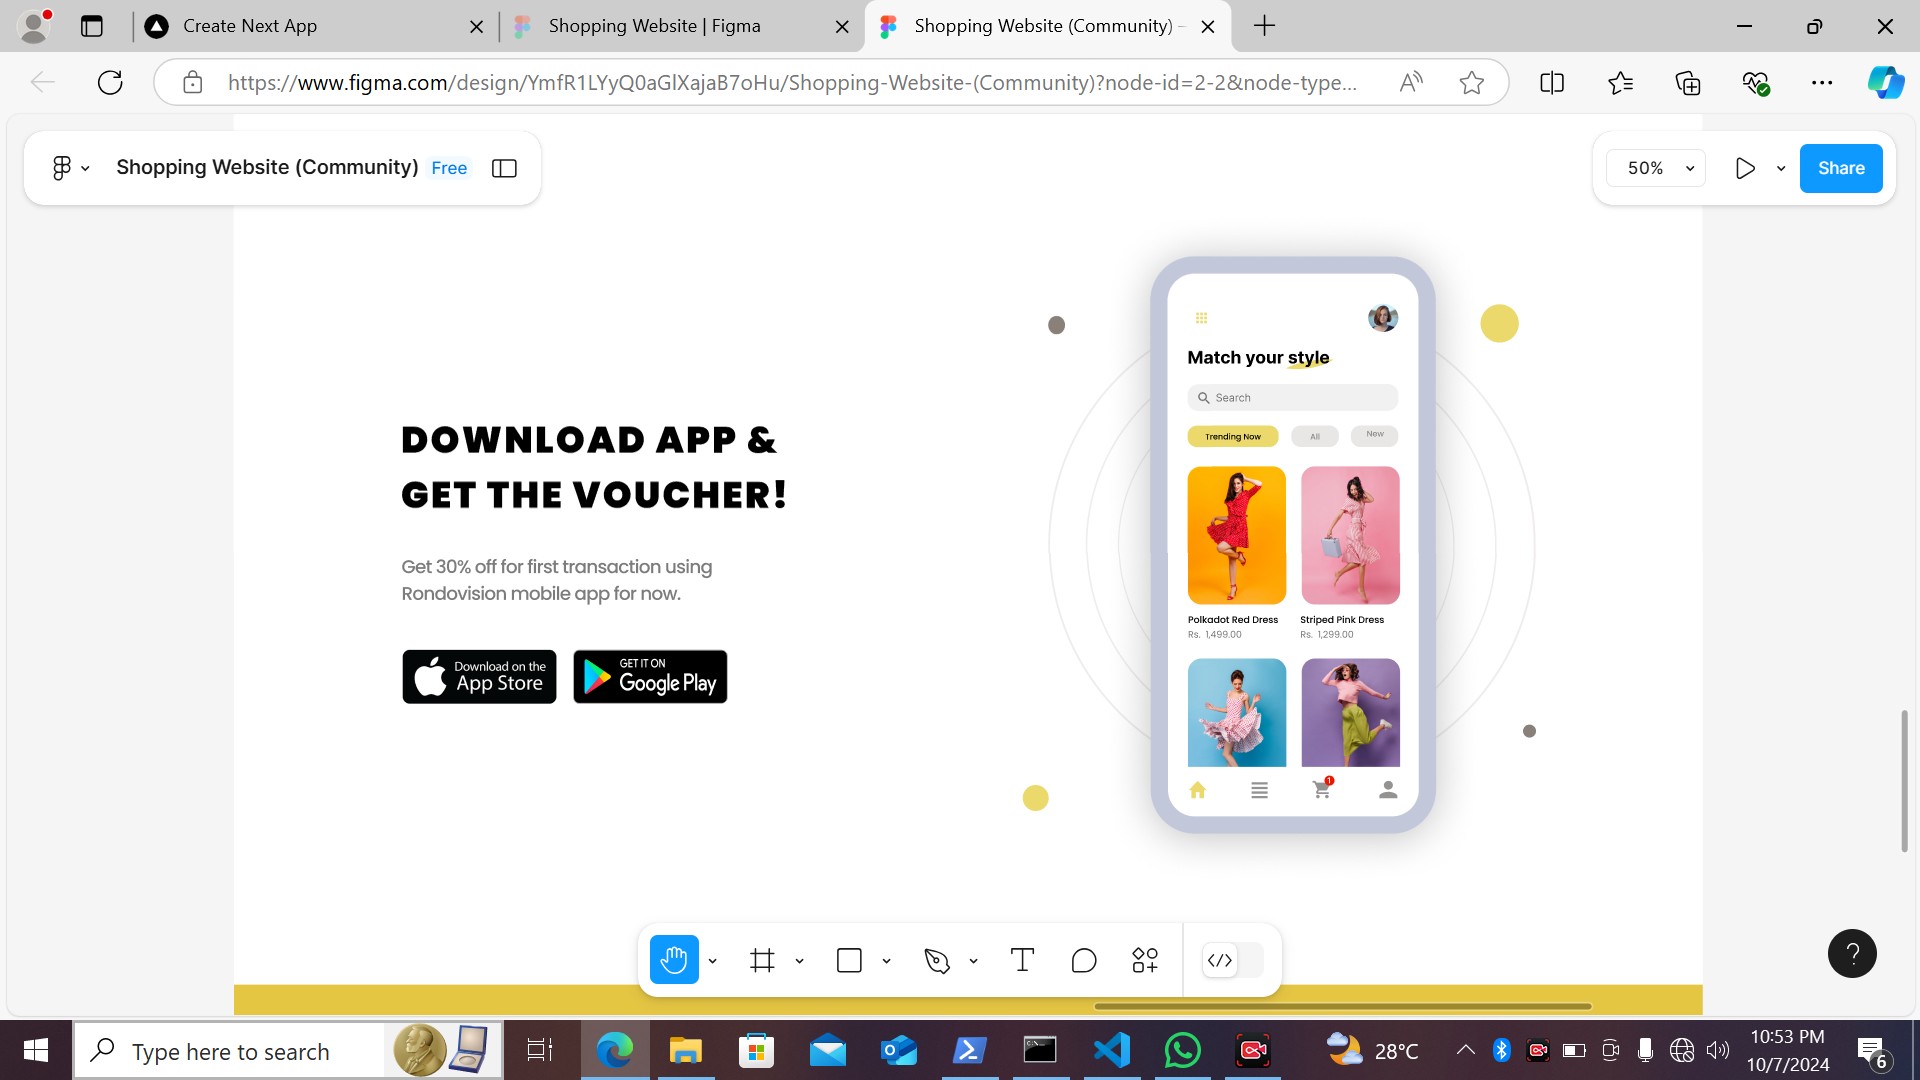 Create Next App
Shopping Website | Figma
Shopping Website (Community) -
https://www.figma.com/design/YmfR1LYyQ0aGlXajaB7oHu/Shopping-Website-(Community)?node-id=2-2&node-type...
Shopping Website (Community) Free
50%
Share
Match your style
Search
Trending Now
All
New
DOWNLOAD APP &
GET THE VOUCHER!
Get 30% off for first transaction using
Rondovision mobile app for now.
Download on the
App Store
GET IT ON
Google Play
Polkadot Red Dress
Rs. 1,499.00
Striped Pink Dress
Rs. 1,299.00
1
?
Type here to search
28°C
10:53 PM
10/7/2024
6